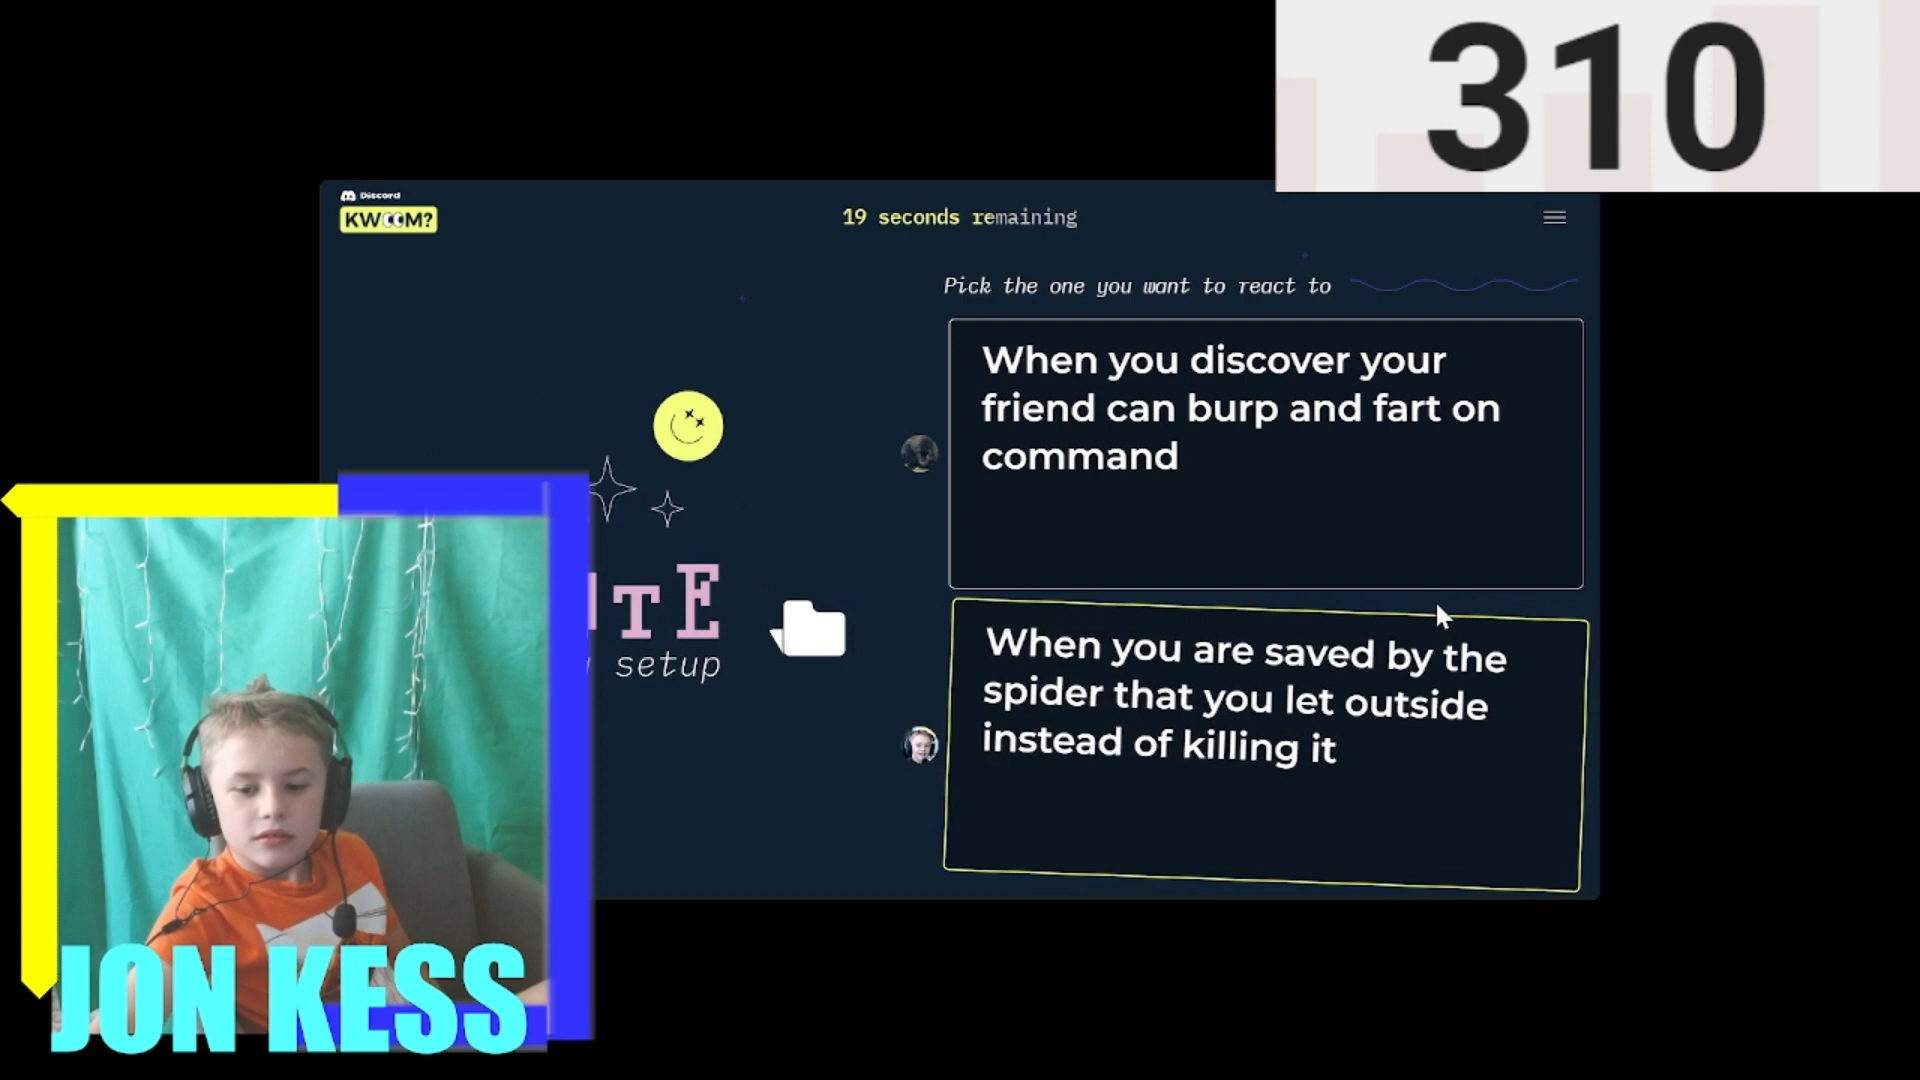 310
Discord
KWOOM?
19 seconds remaining
Pick the one you want to react to
When you discover your
friend can burp and fart on
command
TE
setup
When you are saved by the
spider that you let outside
instead of killing it
JON KESS